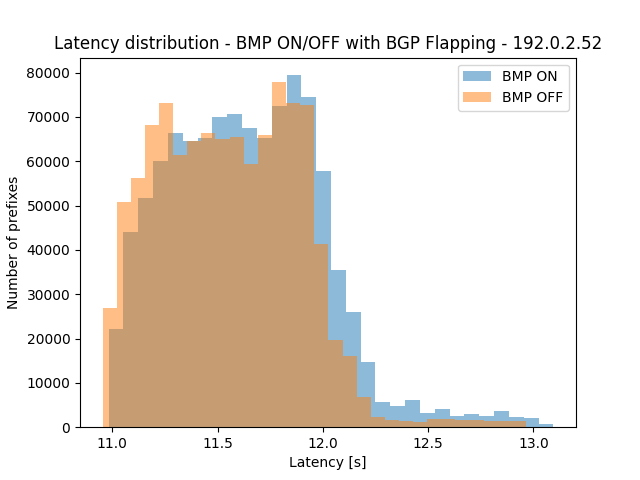 Latency distribution - BMP ON/OFF with BGP Flapping - 192.0.2.52
BMP ON
BMP OFF
80000
70000
60000
50000
40000
30000
20000
10000
0
Number of prefixes
11.0 11.5 12.0 12.5 13.0
Latency [s]